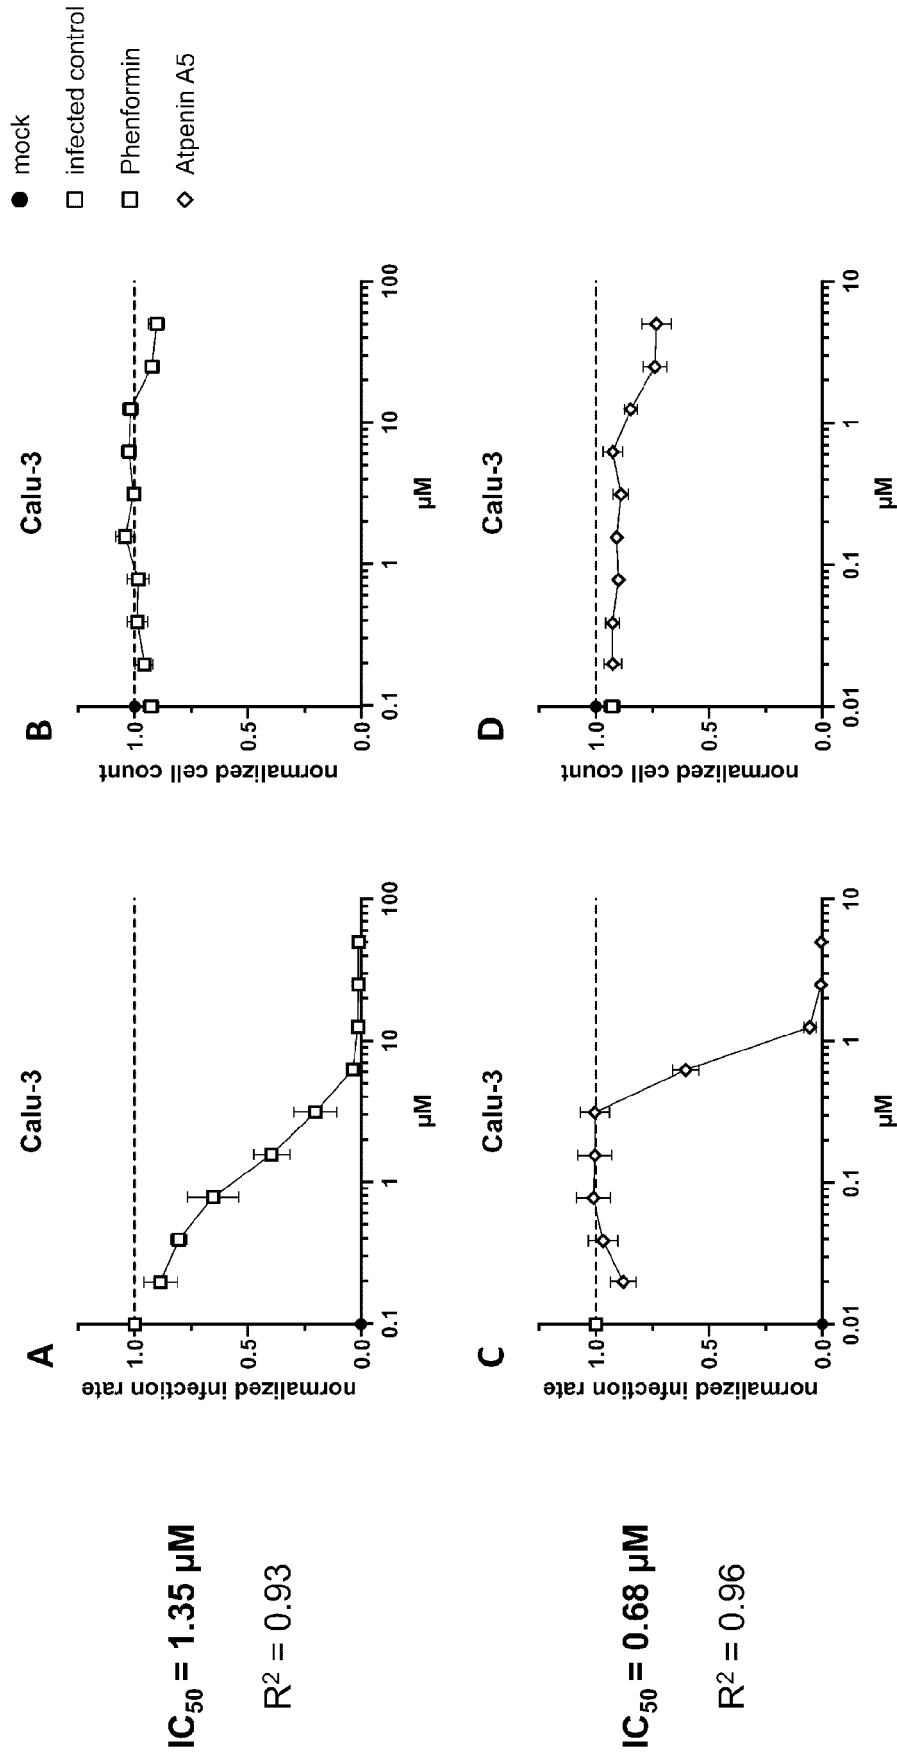 IC50 = 1.35 µM
R2 = 0.93
A
Calu-3
normalized infection rate
1.0
0.5
0.0
0.1
1
10
100
µM
B
Calu-3
normalized cell count
1.0
0.5
0.0
0.1
1
10
100
µM
mock
infected control
Phenformin
Atpenin A5
IC50 = 0.68 µM
R2 = 0.96
C
Calu-3
normalized infection rate
1.0
0.5
0.0
0.01
0.1
1
10
µM
D
Calu-3
normalized cell count
1.0
0.5
0.0
0.01
0.1
1
10
µM